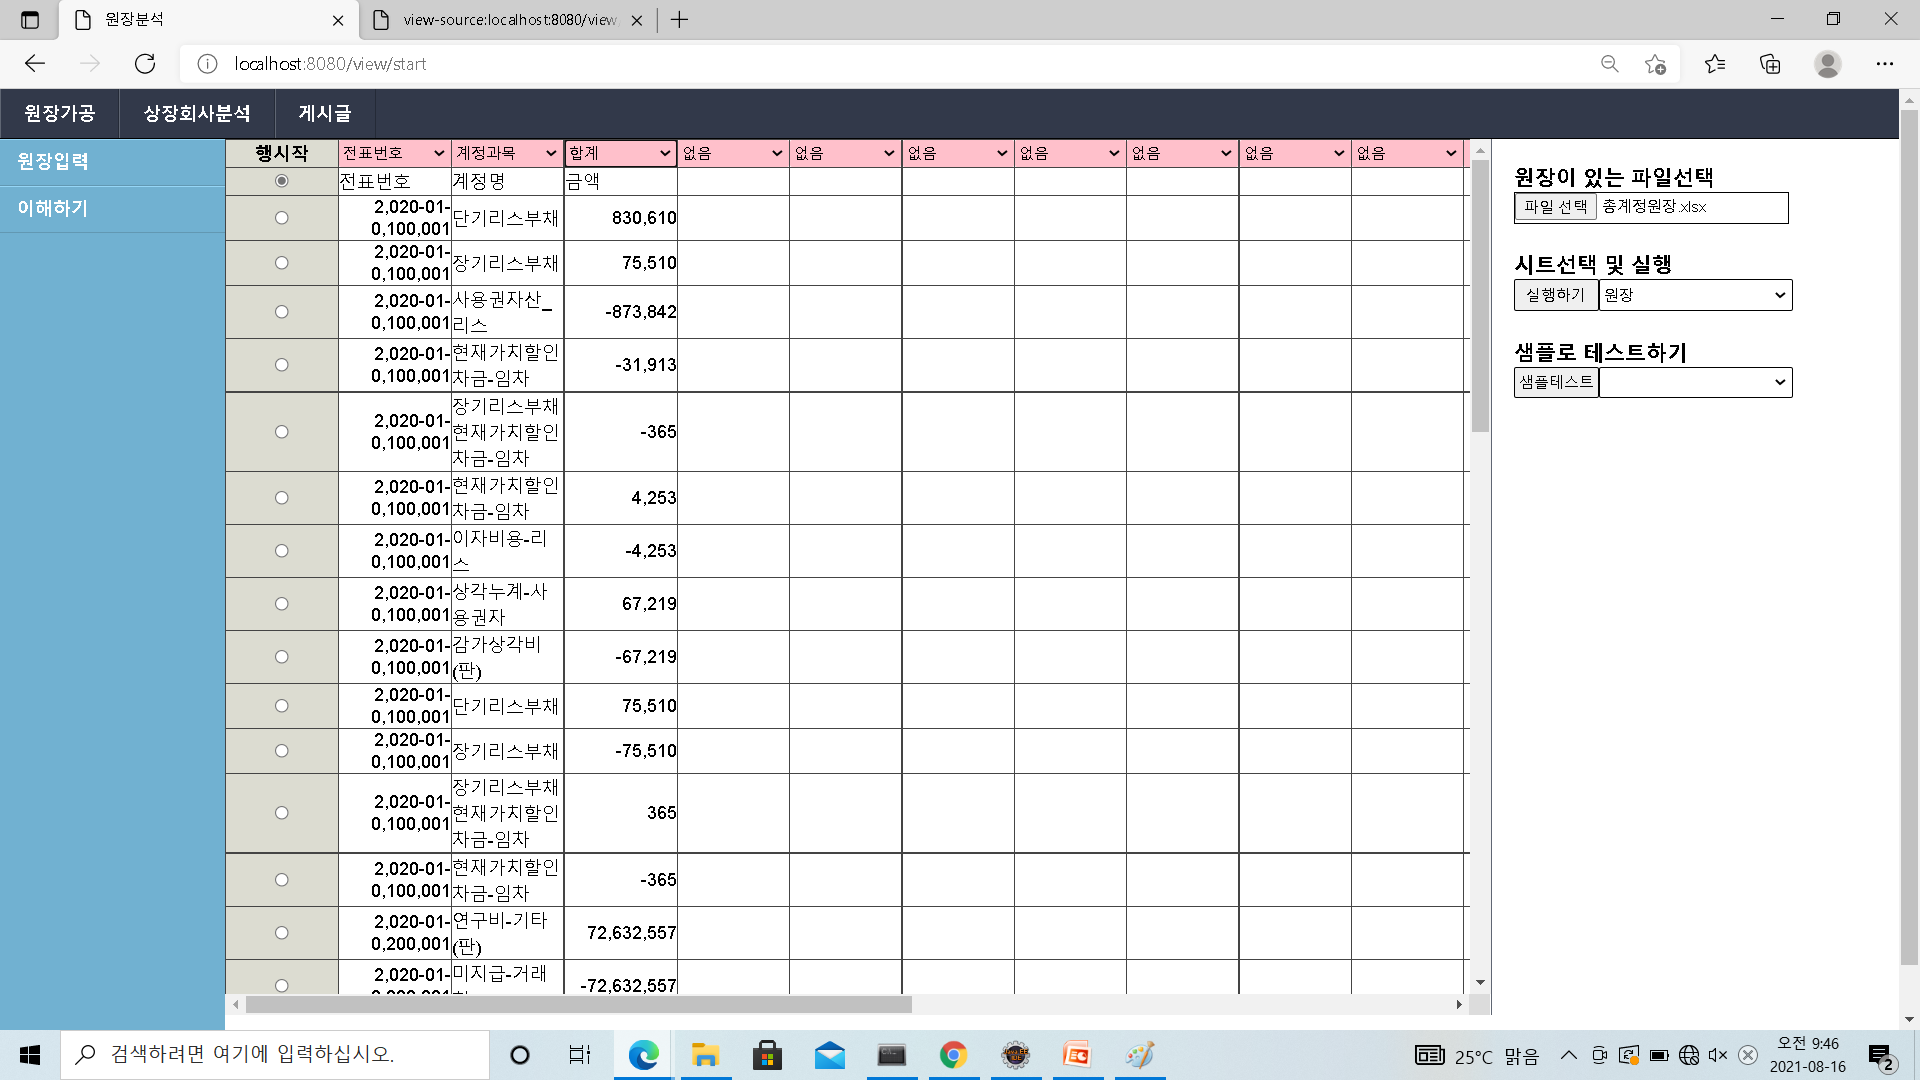 원장분석
view-source:localhost:8080/view
localhost:8080/view/start
원장가공 상장회사분석 게시글
원장입력
이해하기
행시작 전표번호 계정과목 합계 없음 없음 없음 없음 없음 없음 없음
전표번호 계정명 금액
2,020-01-
0,100,001 단기리스부채 830,610
2,020-01-
0,100,001 장기리스부채 75,510
2,020-01- 사용권자산_
0,100,001 리스 -873,842
2,020-01- 현재가치할인
0,100,001 차금-임차 -31,913
장기리스부채
2,020-01- 현재가치할인 -365
0,100,001 차금-임차
2,020-01- 현재가치할인
0,100,001 차금-임차 4,253
2,020-01- 이자비용-리
0,100,001 스 -4,253
2,020-01- 상각누계-사
0,100,001 용권자 67,219
2,020-01- 감가상각비
0,100,001 (판) -67,219
2,020-01-
0,100,001 단기리스부채 75,510
2,020-01-
0,100,001 장기리스부채 -75,510
장기리스부채
2,020-01- 현재가치할인 365
0,100,001 차금-임차
2,020-01- 현재가치할인
0,100,001 차금-임차 -365
2,020-01- 연구비-기타
0,200,001 (판) 72,632,557
2,020-01- 미지급-거래
-72,632,557
원장이 있는 파일선택
파일 선택 총계정원장.xlsx
시트선택 및 실행
실행하기 원장
샘플로 테스트하기
샘플테스트
검색하려면 여기에 입력하십시오.
25°C 맑음
오전 9:46
2021-08-16
2